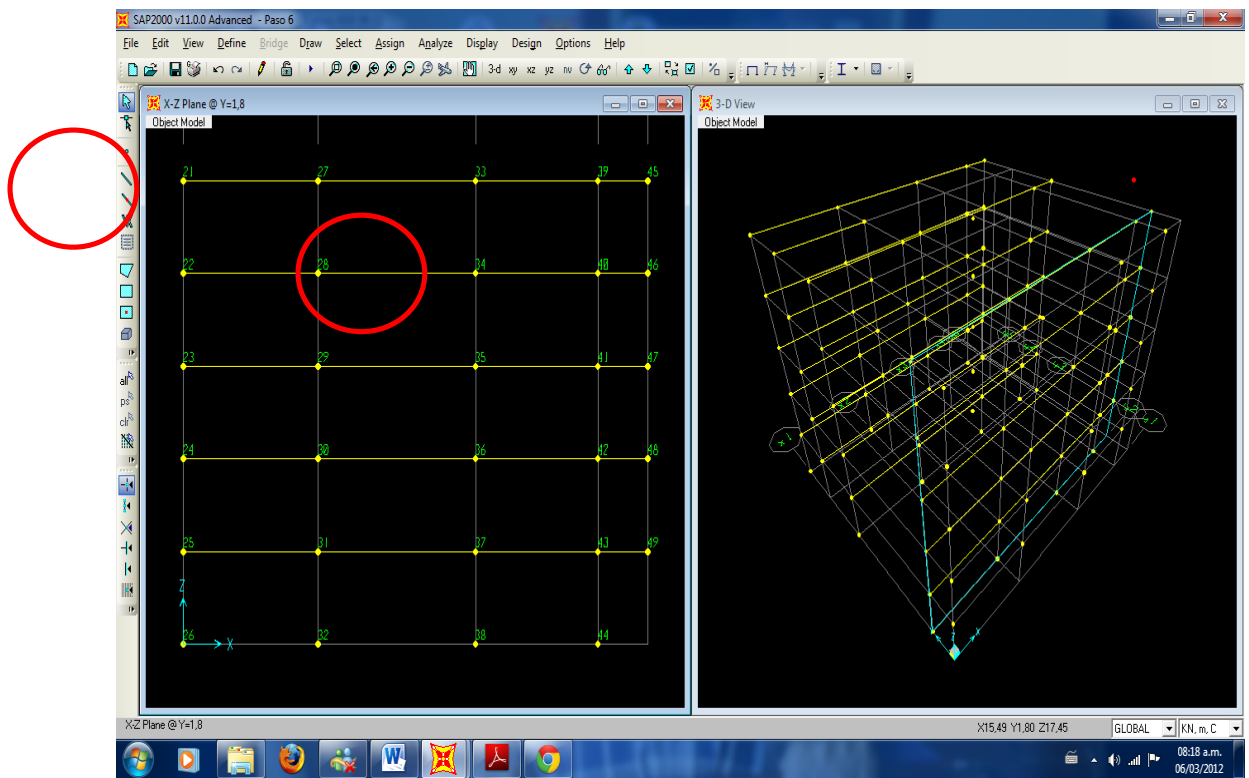 SAP2000 v11.0.0 Advanced - Paso 6
File Edit View Define Bridge Draw Select Assign Analyze Display Design Options Help
3-d xy xz yz nv
X-Z Plane @ Y=1,8
Object Model
21 27 33 39 45
22 28 34 40 46
23 29 35 41 47
24 30 36 42 48
25 31 37 43 49
Z
26 X 32 38 44
3-D View
Object Model
all
ps
clr
X-Z Plane @ Y=1,8
X15,49 Y1,80 Z17,45
GLOBAL
KN, m, C
08:18 a.m.
06/03/2012